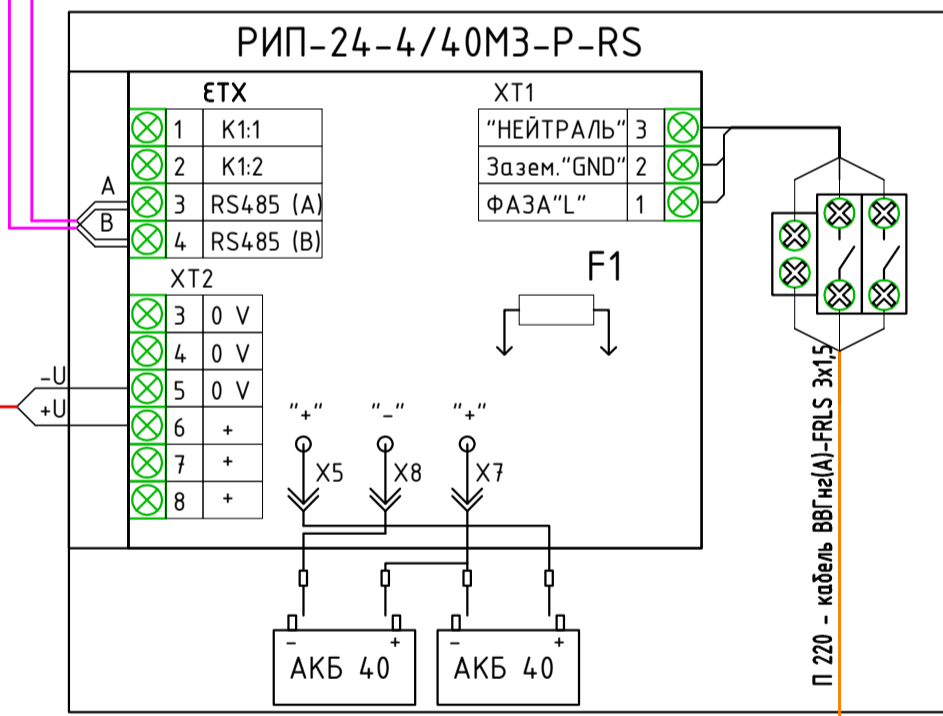 РИП-24-4/40МЗ-Р-RS
ЕТХ
1 К1:1
2 К1:2
3 RS485 (A)
4 RS485 (B)
A
B
XT1
"НЕЙТРАЛЬ" 3
Зазем."GND" 2
ФАЗА"L" 1
XT2
3 0 V
4 0 V
5 0 V
6 +
7 +
8 +
-U
+U
F1
"+" "-" "+"
X5 X8 X7
- +
АКБ 40
- +
АКБ 40
П 220 - кабель ВВГнг(А)-FRLS 3х1,5